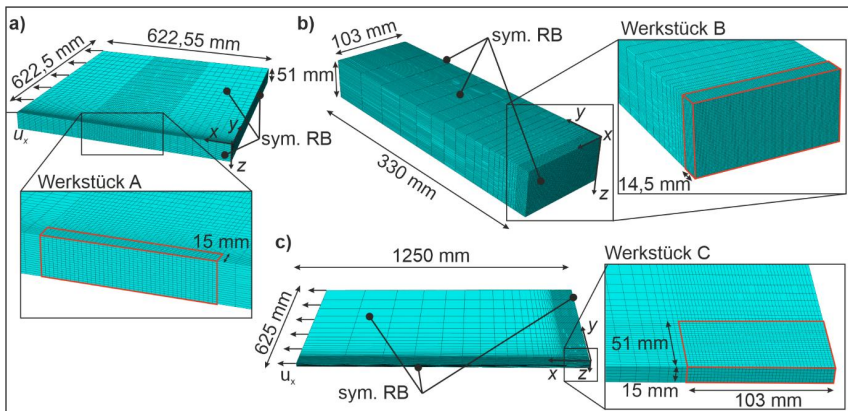 a)
622,5 mm
622,55 mm
51 mm
uₓ
x
y
z
sym. RB
Werkstück A
15 mm
b)
103 mm
sym. RB
y
x
z
330 mm
Werkstück B
14,5 mm
c)
1250 mm
625 mm
uₓ
y
x
z
sym. RB
Werkstück C
51 mm
15 mm
103 mm